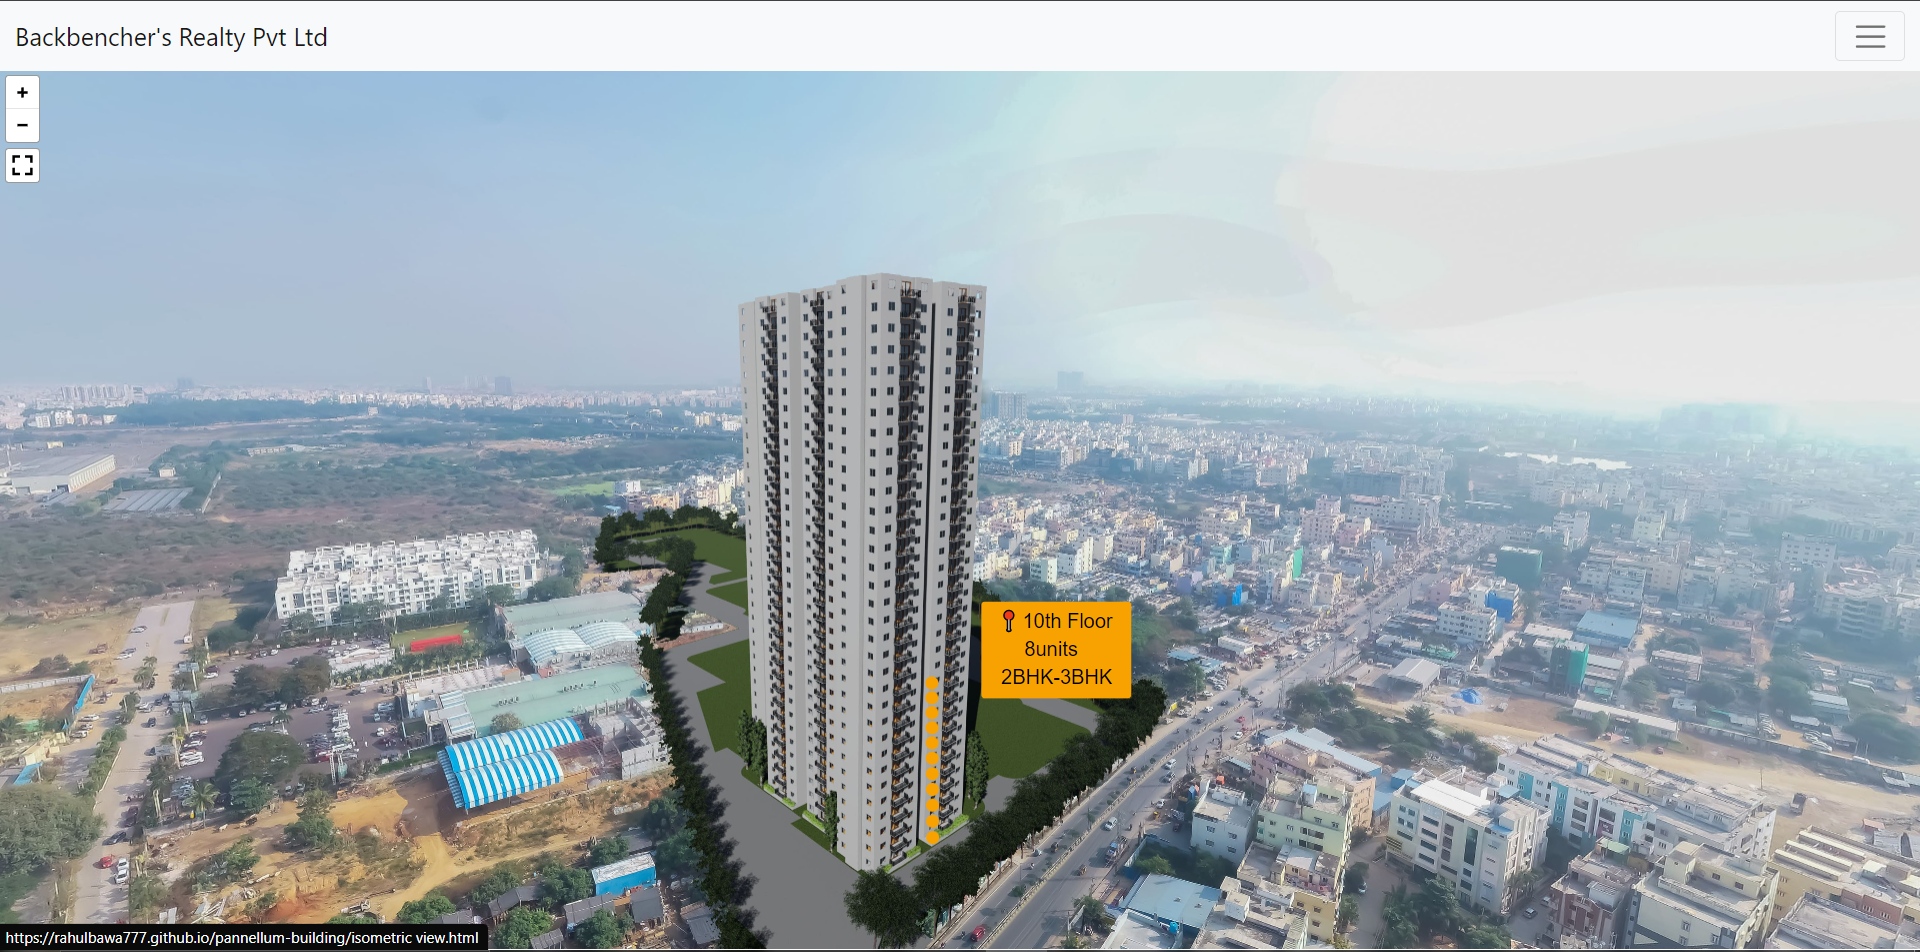 Backbencher's Realty Pvt Ltd
+
−
10th Floor
8units
2BHK-3BHK
https://rahulbawa777.github.io/pannellum-building/isometric view.html